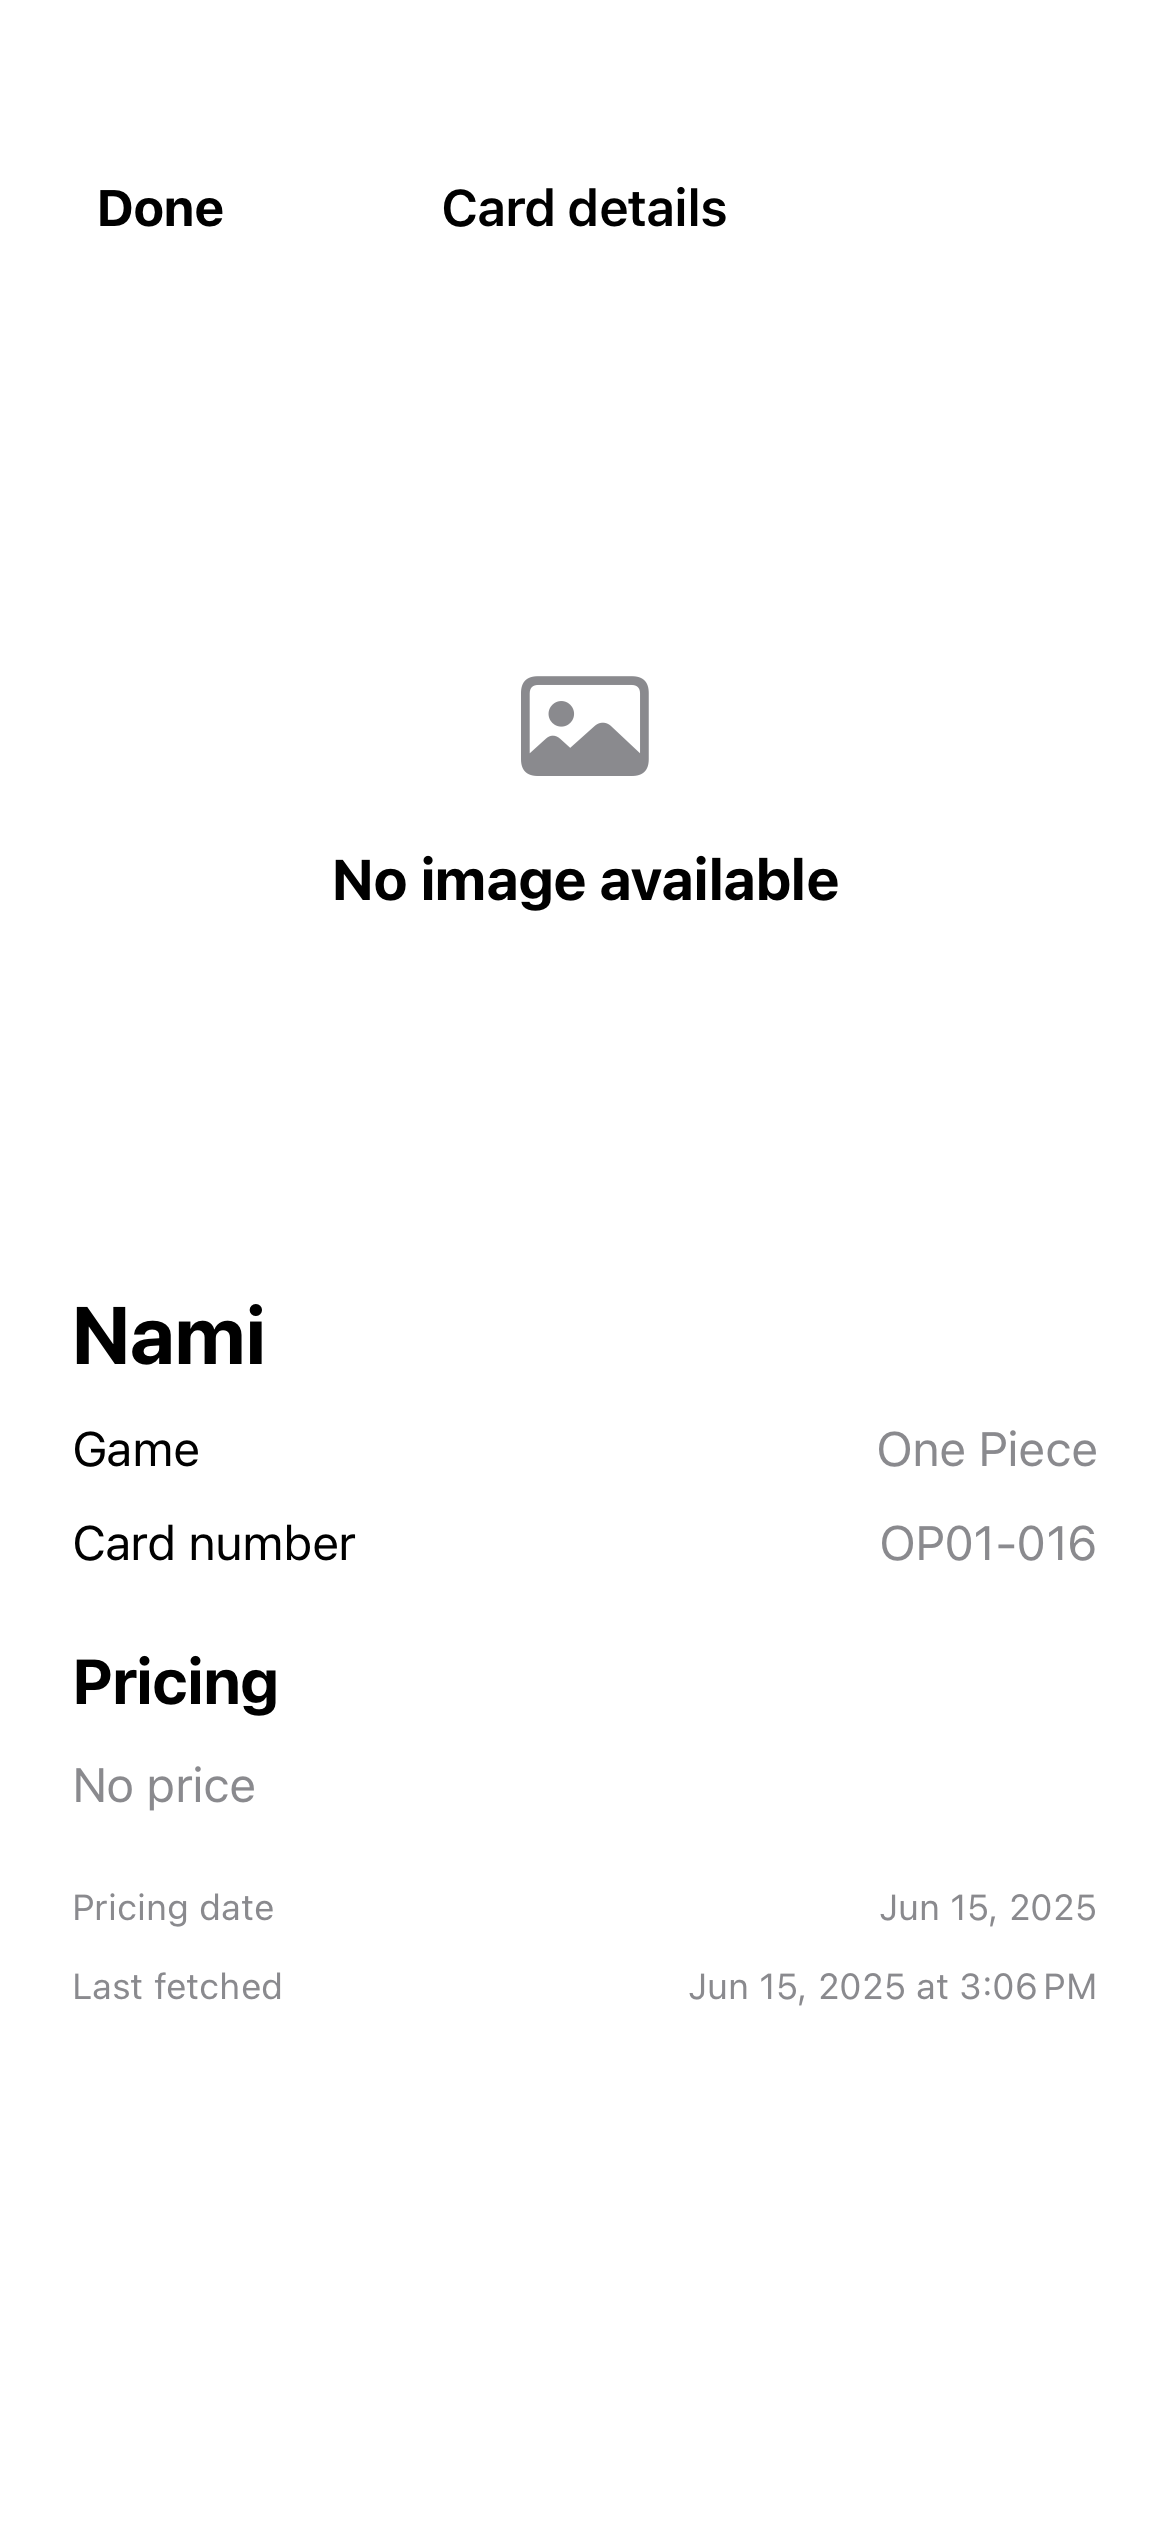 Done
Card details
No image available
Nami
Game One Piece
Card number OP01-016
Pricing
No price
Pricing date Jun 15, 2025
Last fetched Jun 15, 2025 at 3:06 PM